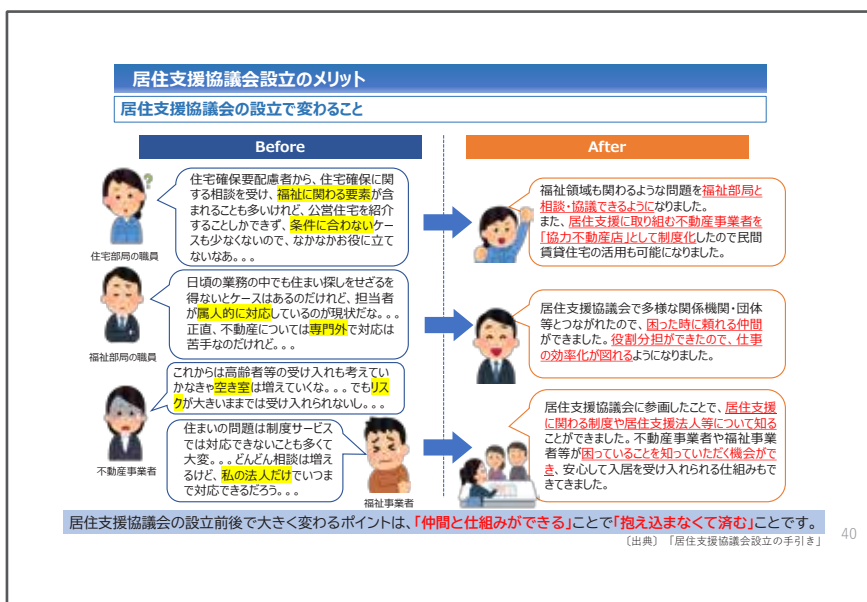 居住支援協議会設立のメリット
居住支援協議会の設立で変わること
Before
After
住宅確保要配慮者から、住宅確保に関
する相談を受け、福祉に関わる要素が含
まれることも多いけれど、公営住宅を紹介
することしかできず、条件に合わないケー
スも少なくないので、なかなかお役に立て
ないなあ。。。
住宅部局の職員
福祉領域も関わるような問題を福祉部局と
相談・協議できるようになりました。
また、居住支援に取り組む不動産事業者を
「協力不動産店」として制度化したので民間
賃貸住宅の活用も可能になりました。
日頃の業務の中でも住まい探しをせざるを
得ないとケースはあるのだけれど、担当者
が属人的に対応しているのが現状だな。。。
正直、不動産については専門外で対応は
苦手なのだけれど。。。
福祉部局の職員
居住支援協議会で多様な関係機関・団体
等とつながれたので、困った時に頼れる仲間
ができました。役割分担ができたので、仕事
の効率化が図れるようになりました。
これからは高齢者等の受け入れも考えてい
かなきゃ空き室は増えていくな。。。でもリス
クが大きいままでは受け入れられないし。。。
不動産事業者
住まいの問題は制度サービス
では対応できないことも多くて
大変。。。どんどん相談は増え
るけど、私の法人だけでいつま
で対応できるだろう。。。
福祉事業者
居住支援協議会に参画したことで、居住支援
に関わる制度や居住支援法人等について知る
ことができました。不動産事業者や福祉事業
者等が困っていることを知っていただく機会がで
き、安心して入居を受け入れられる仕組みもで
きてきました。
居住支援協議会の設立前後で大きく変わるポイントは、「仲間と仕組みができる」ことで「抱え込まなくて済む」ことです。
〔出典〕「居住支援協議会設立の手引き」
40